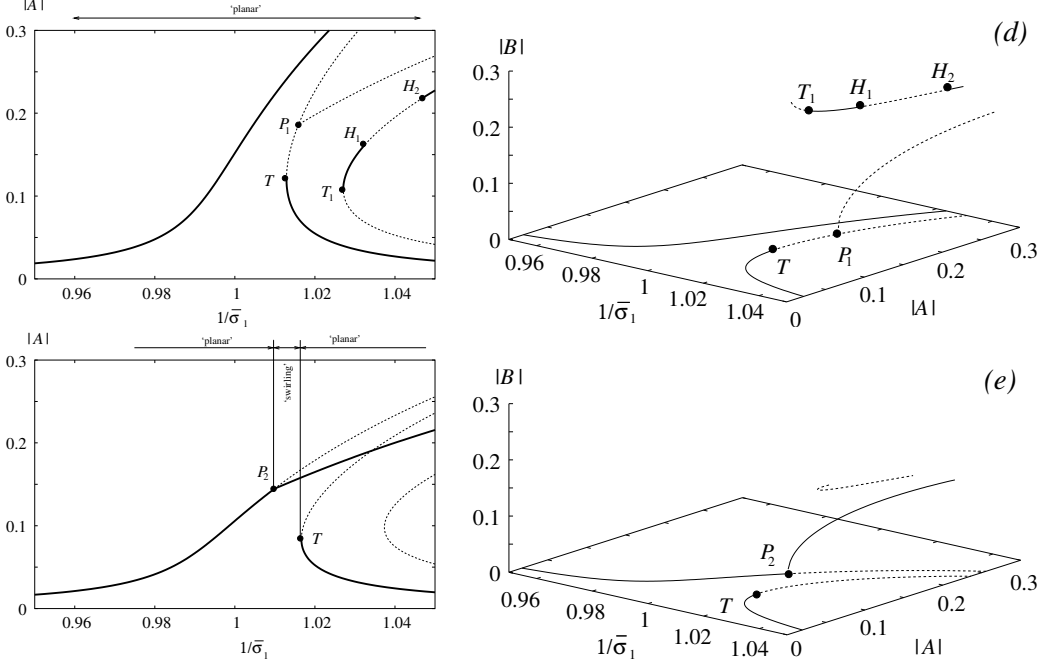 |A|
'planar'
0.3
0.2
0.1
0
P1
T
H1
T1
H2
0.96
0.98
1
1.02
1.04
1/σ̅1
(d)
|B|
0.3
0.2
0.1
0
T1
H1
H2
T
P1
0.96
0.98
1
1.02
1.04
1/σ̅1
0
0.1
0.2
0.3
|A|
|A|
'planar'
'swirling'
'planar'
0.3
0.2
0.1
0
P2
T
0.96
0.98
1
1.02
1.04
1/σ̅1
(e)
|B|
0.3
0.2
0.1
0
P2
T
0.96
0.98
1
1.02
1.04
1/σ̅1
0
0.1
0.2
0.3
|A|